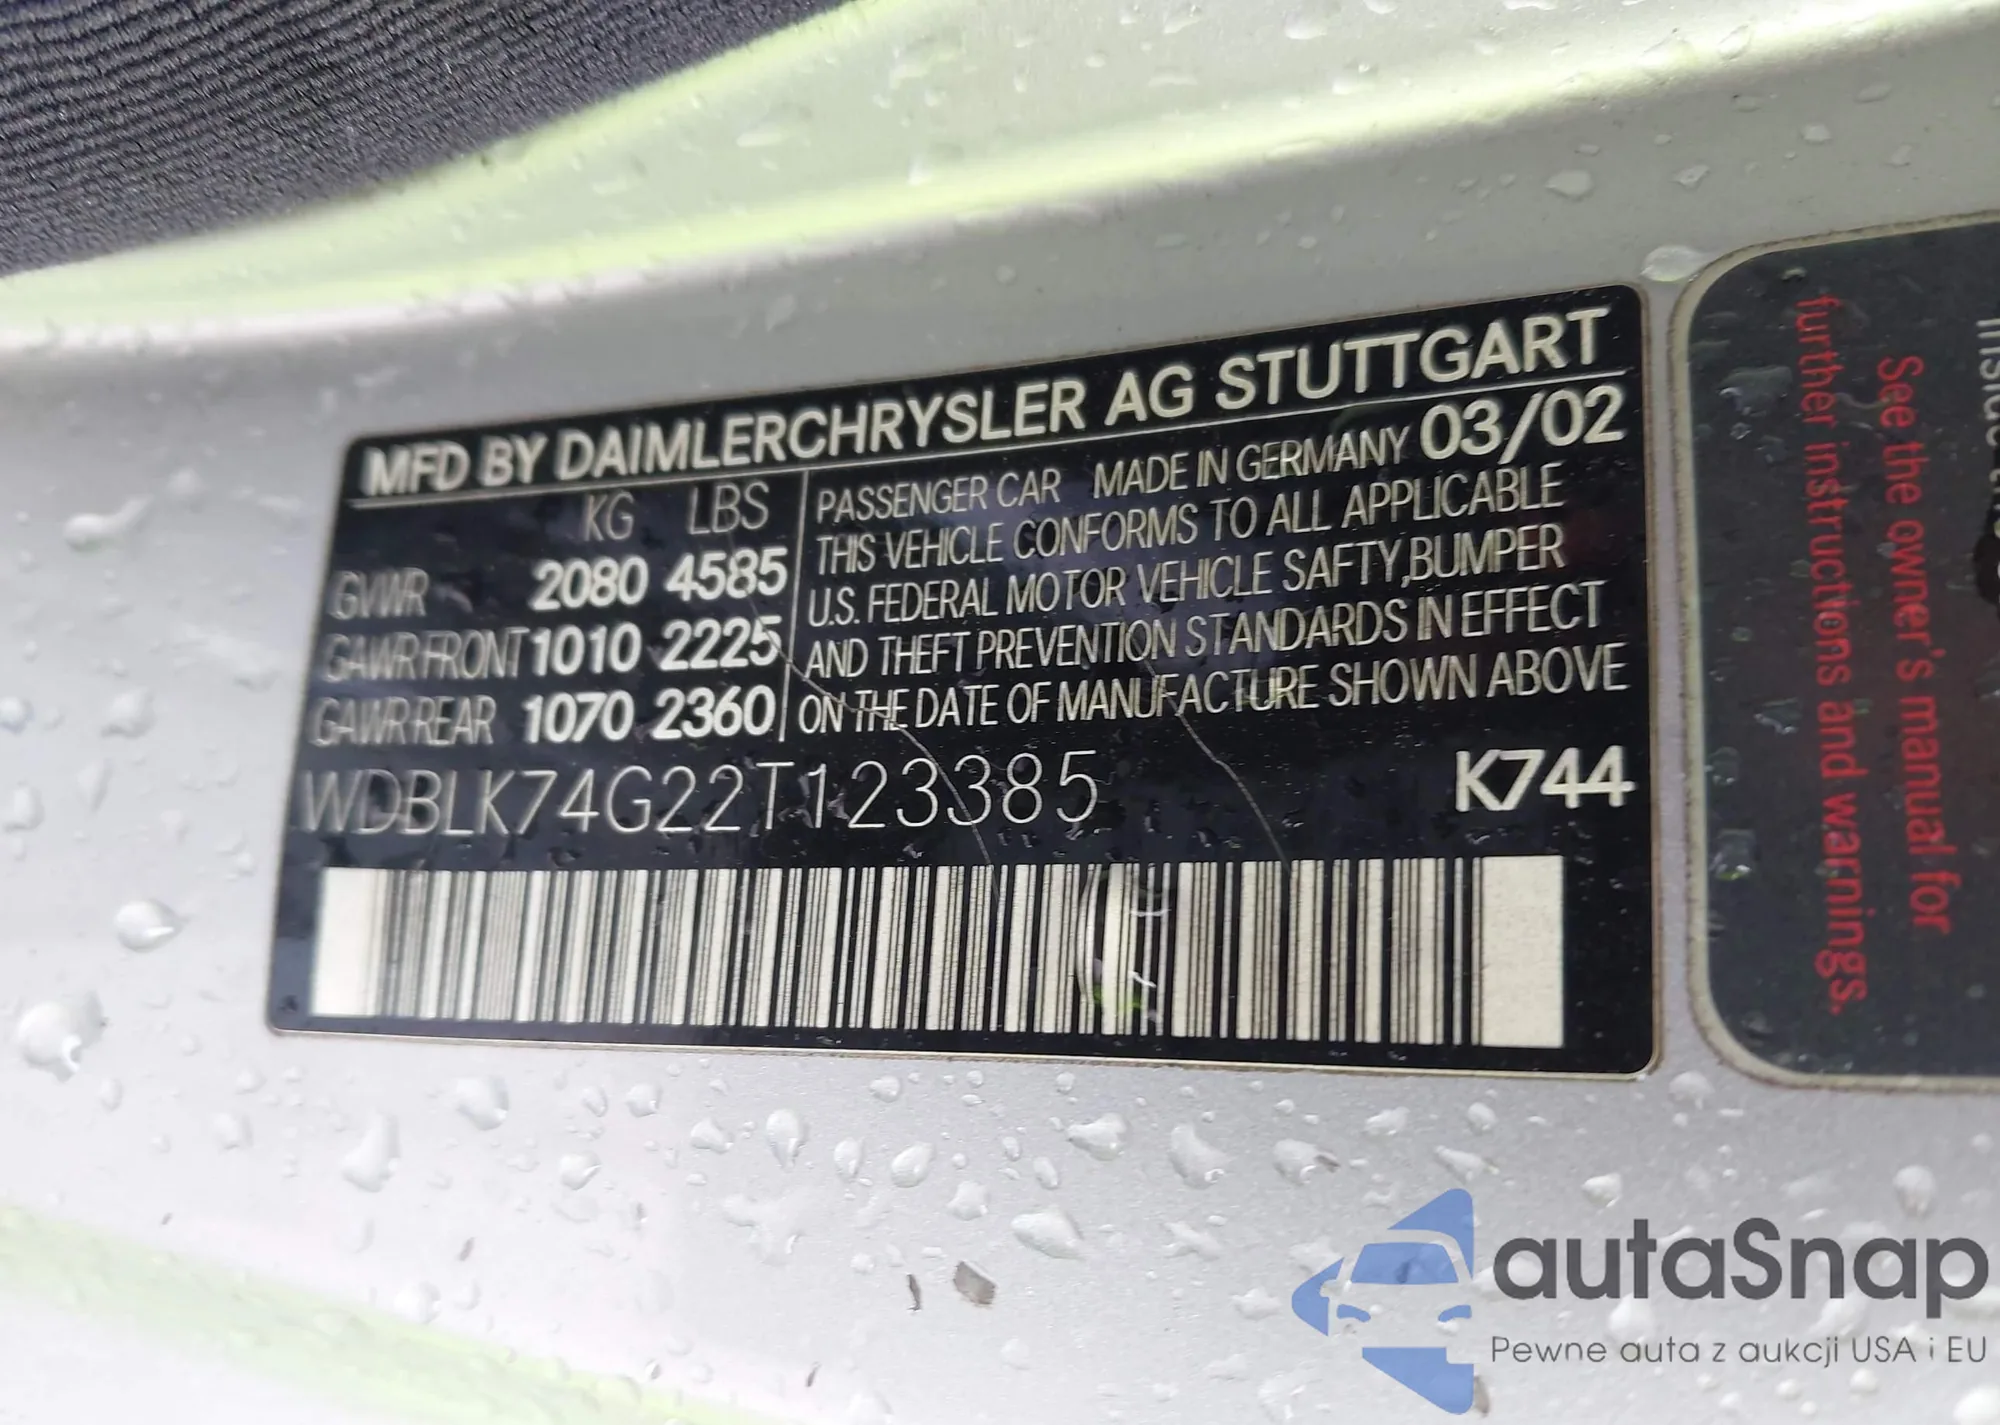 MFD BY DAIMLERCHRYSLER AG STUTTGART
KG LBS
GVWR 2080 4585
GAWR FRONT 1010 2225
GAWR REAR 1070 2360
PASSENGER CAR MADE IN GERMANY 03/02
THIS VEHICLE CONFORMS TO ALL APPLICABLE
U.S. FEDERAL MOTOR VEHICLE SAFTY,BUMPER
AND THEFT PREVENTION STANDARDS IN EFFECT
ON THE DATE OF MANUFACTURE SHOWN ABOVE
WDBLK74G22T123385 K744
See the owner's manual for
further instructions and warnings.
autaSnap
Pewne auta z aukcji USA i EU